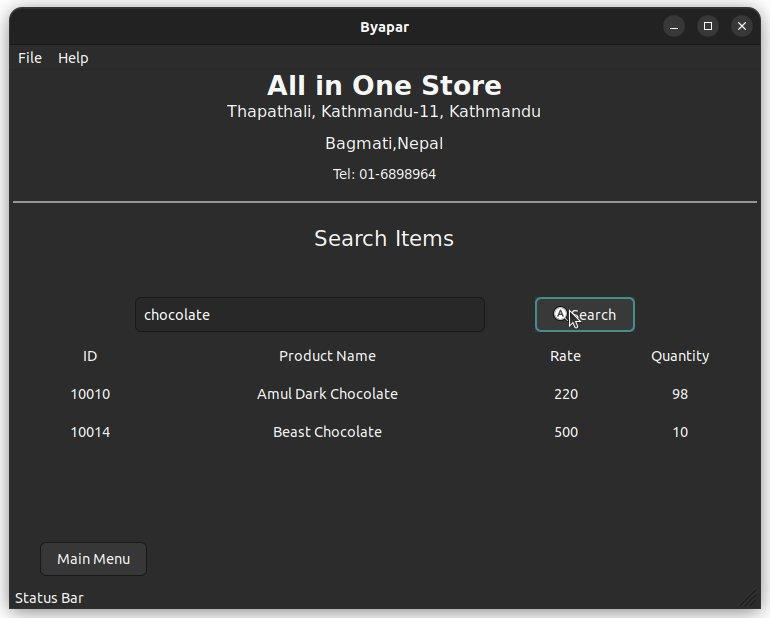 Byapar
File Help
All in One Store
Thapathali, Kathmandu-11, Kathmandu
Bagmati,Nepal
Tel: 01-6898964
Search Items
chocolate Search
ID Product Name Rate Quantity
10010 Amul Dark Chocolate 220 98
10014 Beast Chocolate 500 10
Main Menu
Status Bar